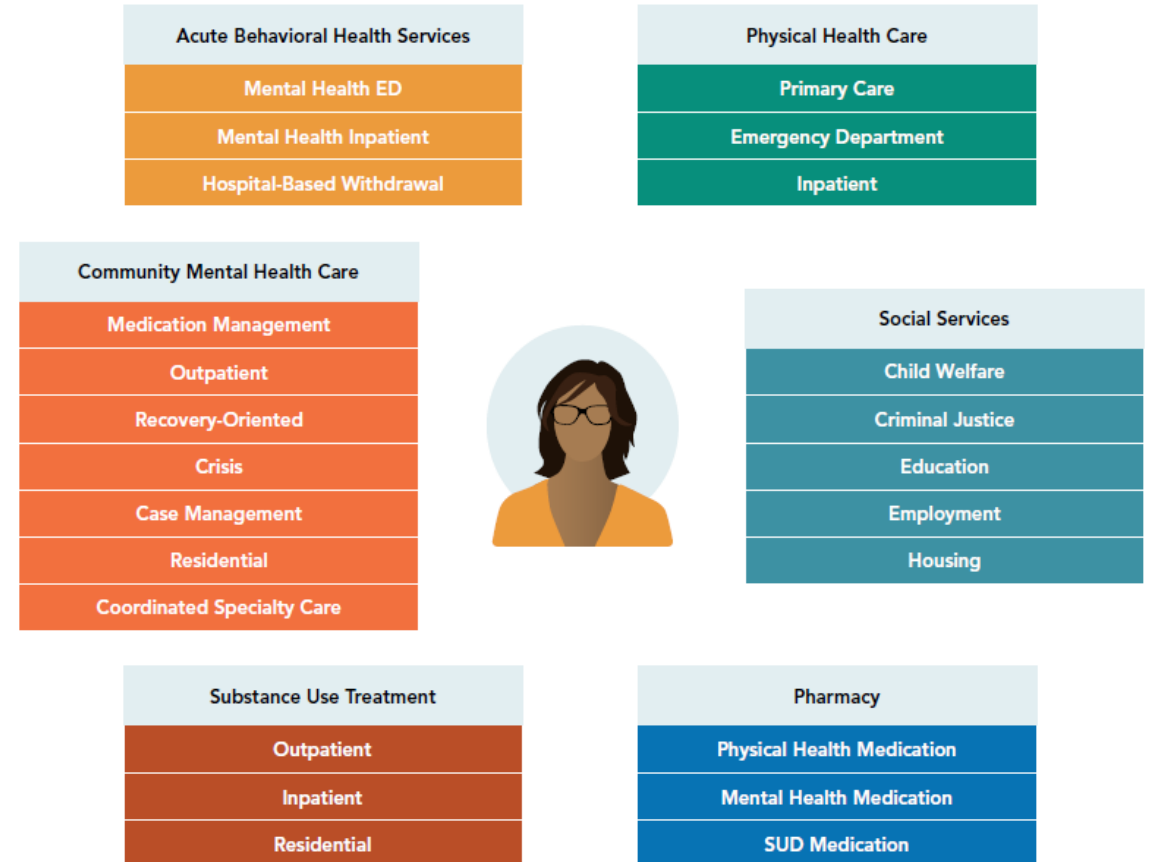 Acute Behavioral Health Services
Mental Health ED
Mental Health Inpatient
Hospital-Based Withdrawal
Physical Health Care
Primary Care
Emergency Department
Inpatient
Community Mental Health Care
Medication Management
Outpatient
Recovery-Oriented
Crisis
Case Management
Residential
Coordinated Specialty Care
Social Services
Child Welfare
Criminal Justice
Education
Employment
Housing
Substance Use Treatment
Outpatient
Inpatient
Residential
Pharmacy
Physical Health Medication
Mental Health Medication
SUD Medication